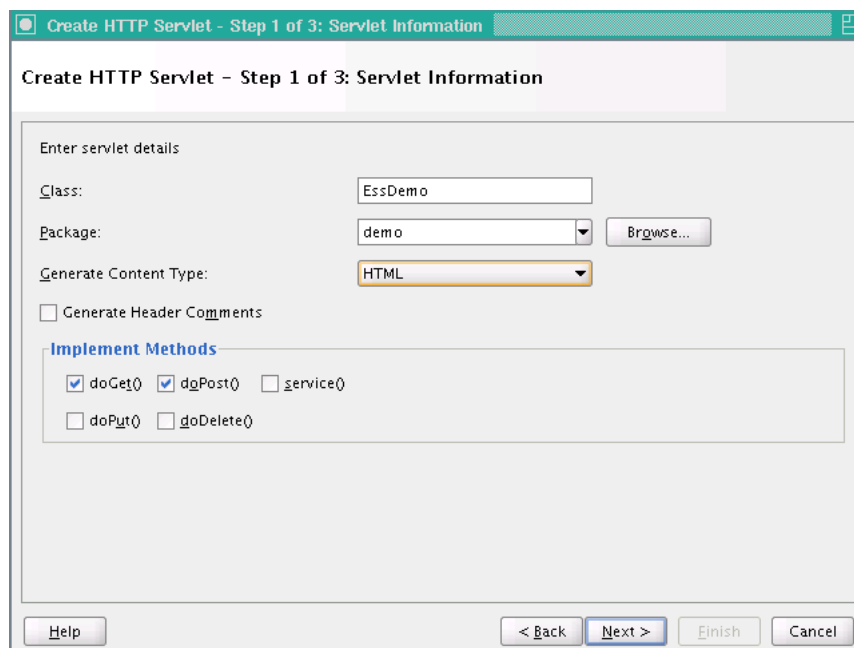 Create HTTP Servlet - Step 1 of 3: Servlet Information
Create HTTP Servlet - Step 1 of 3: Servlet Information
Enter servlet details
Class: EssDemo
Package: demo Browse...
Generate Content Type: HTML
Generate Header Comments
Implement Methods
doGet() doPost() service()
doPut() doDelete()
Help < Back Next > Finish Cancel